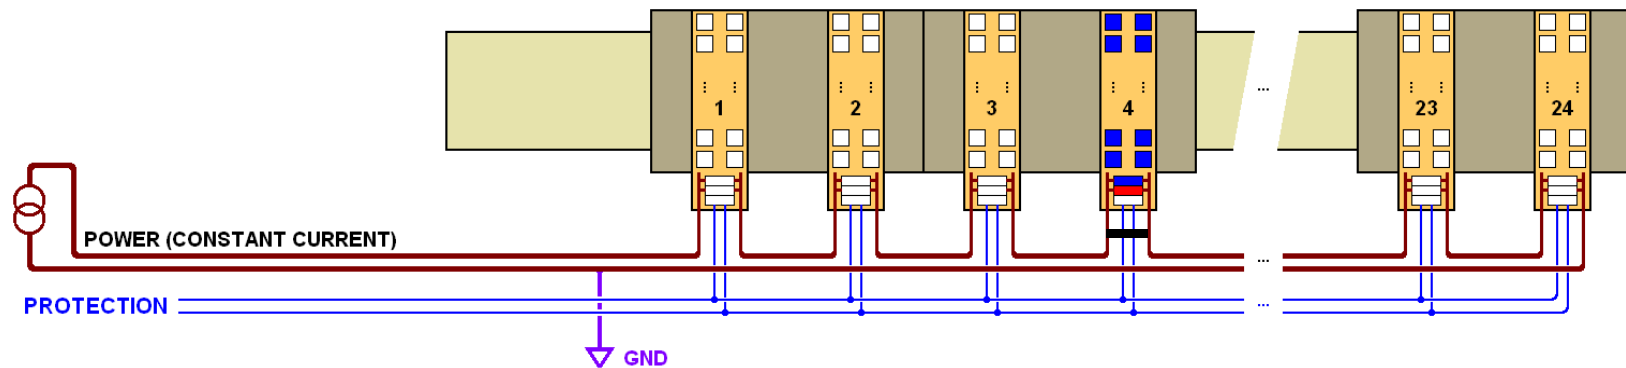 1 2 3 4 ... 23 24
POWER (CONSTANT CURRENT) ...
PROTECTION ...
GND